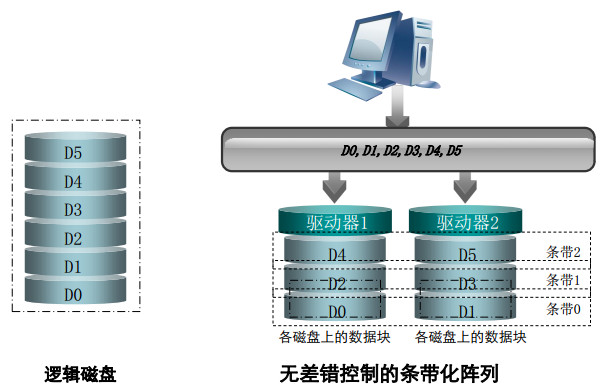 D0, D1, D2, D3, D4, D5
D5
D4
D3
D2
D1
D0
驱动器1
驱动器2
D4
D5
条带2
D2
D3
条带1
D0
D1
条带0
各磁盘上的数据块
各磁盘上的数据块
逻辑磁盘
无差错控制的条带化阵列